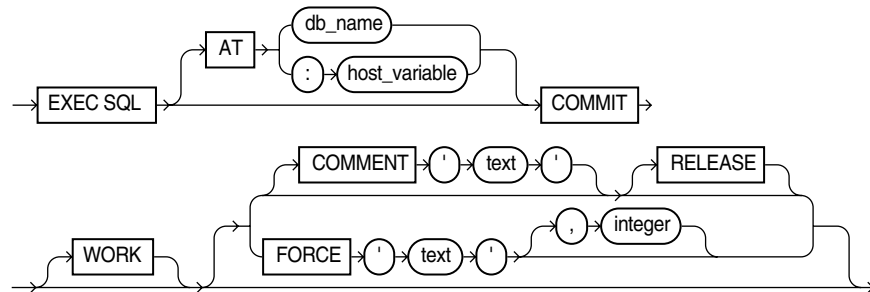 AT db_name
: host_variable
EXEC SQL COMMIT
COMMENT ' text ' RELEASE
WORK FORCE ' text ' , integer